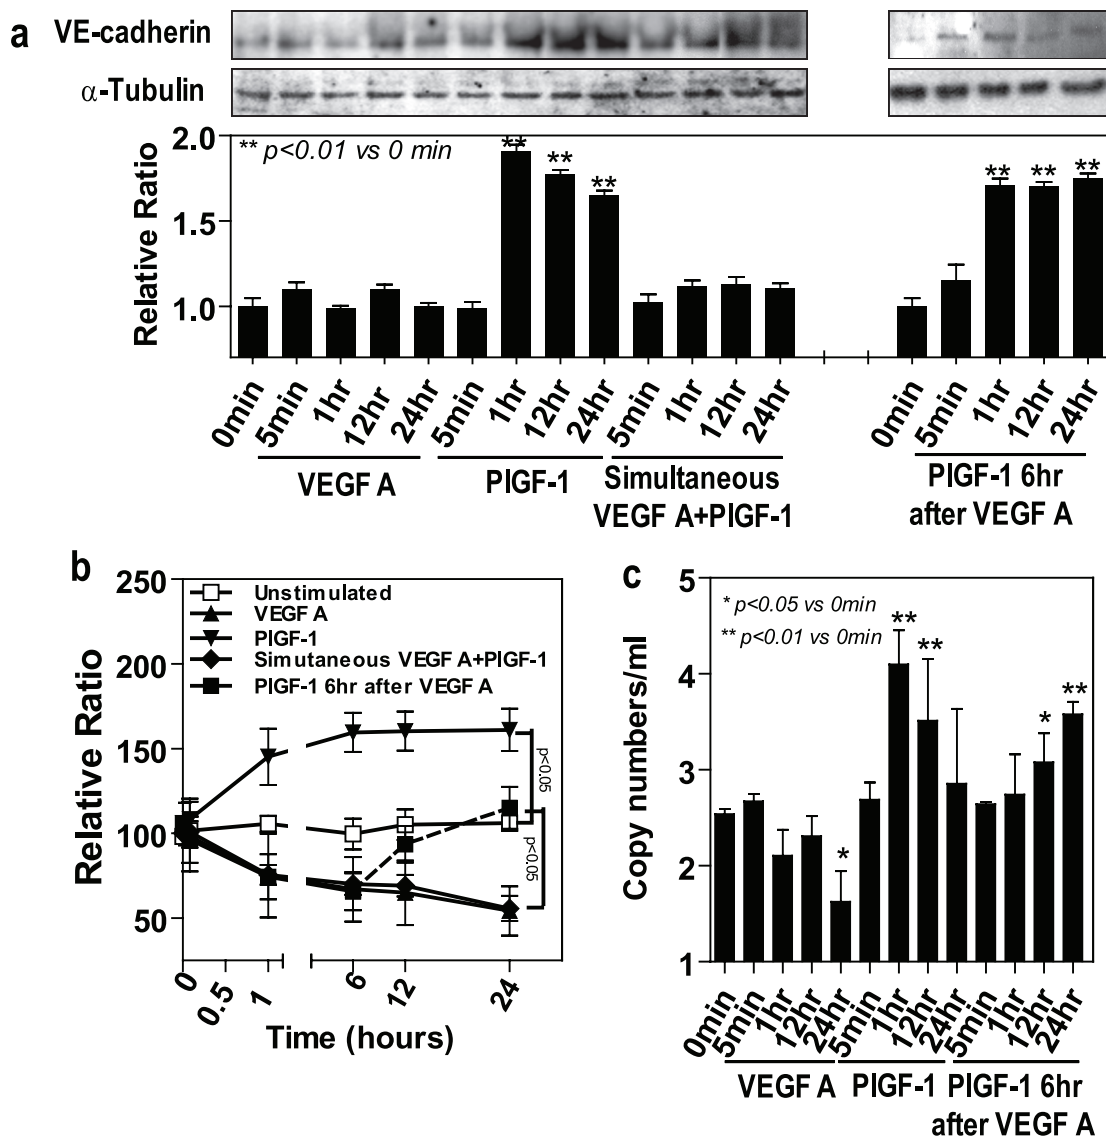 a VE-cadherin
α-Tubulin
** p<0.01 vs 0 min
Relative Ratio
2.0
1.5
1.0
** ** ** ** ** **
0min 5min 1hr 12hr 24hr 5min 1hr 12hr 24hr 5min 1hr 12hr 24hr 0min 5min 1hr 12hr 24hr
VEGF A PIGF-1 Simultaneous
VEGF A+PIGF-1
PIGF-1 6hr
after VEGF A
b
Relative Ratio
250
200
150
100
50
Unstimulated
VEGF A
PIGF-1
Simutaneous VEGF A+PIGF-1
PIGF-1 6hr after VEGF A
p<0.05
p<0.05
0 0.5 1 6 12 24
Time (hours)
c
Copy numbers/ml
5
4
3
2
1
* p<0.05 vs 0min
** p<0.01 vs 0min
* ** ** * **
0min 5min 1hr 12hr 24hr 5min 1hr 12hr 24hr 5min 1hr 12hr 24hr
VEGF A PIGF-1 PIGF-1 6hr
after VEGF A